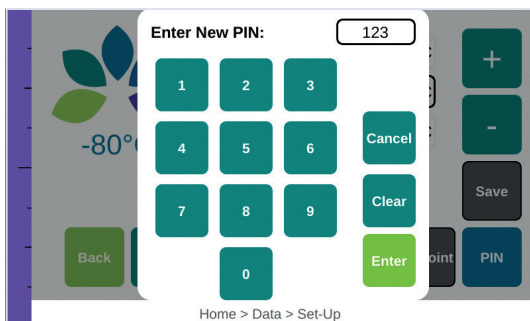 Enter New PIN: 123
1 2 3
4 5 6 Cancel
7 8 9 Clear
0 Enter
-80°
+
-
Save
Back
oint
PIN
Home > Data > Set-Up